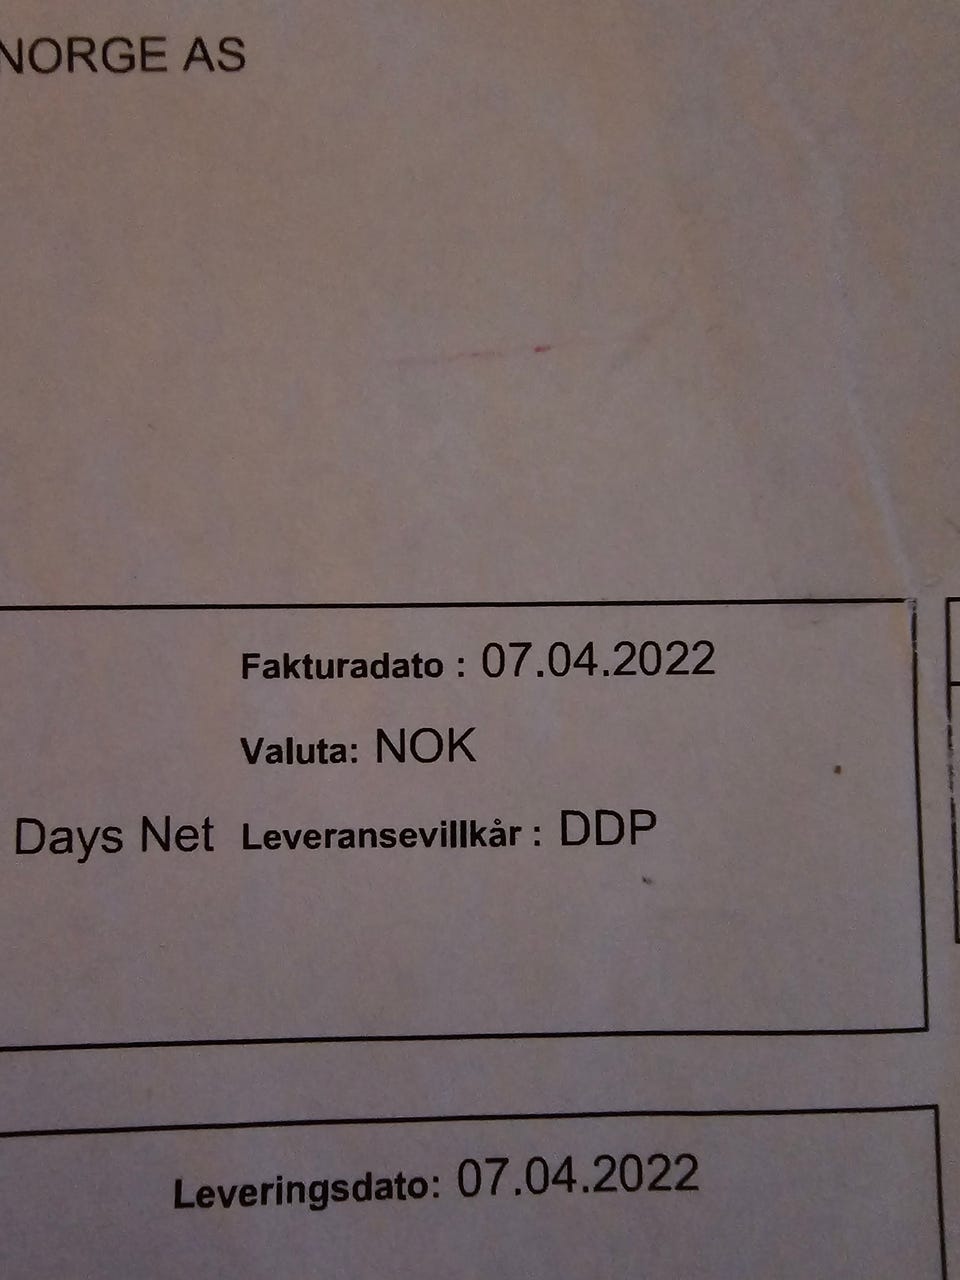 NORGE AS
Fakturadato : 07.04.2022
Valuta: NOK
Days Net Leveransevillkår : DDP
Leveringsdato: 07.04.2022